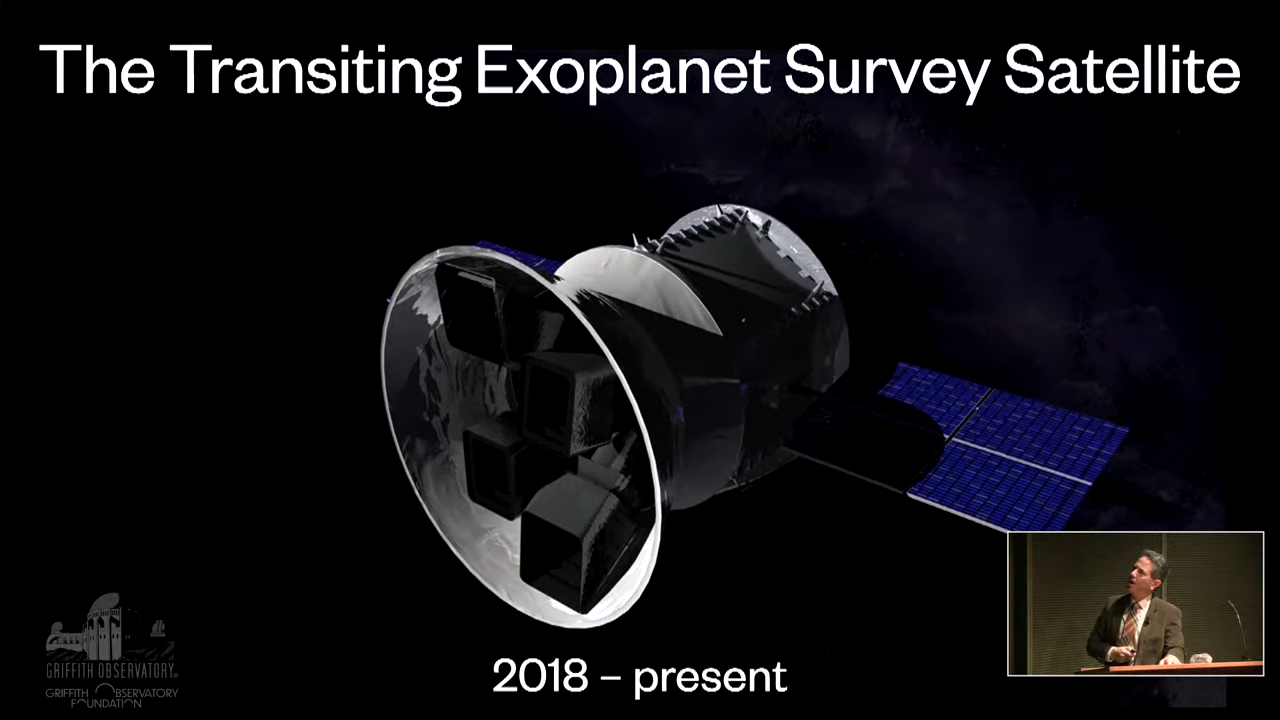 The Transiting Exoplanet Survey Satellite
2018 – present
GRIFFITH OBSERVATORY
GRIFFITH OBSERVATORY
FOUNDATION